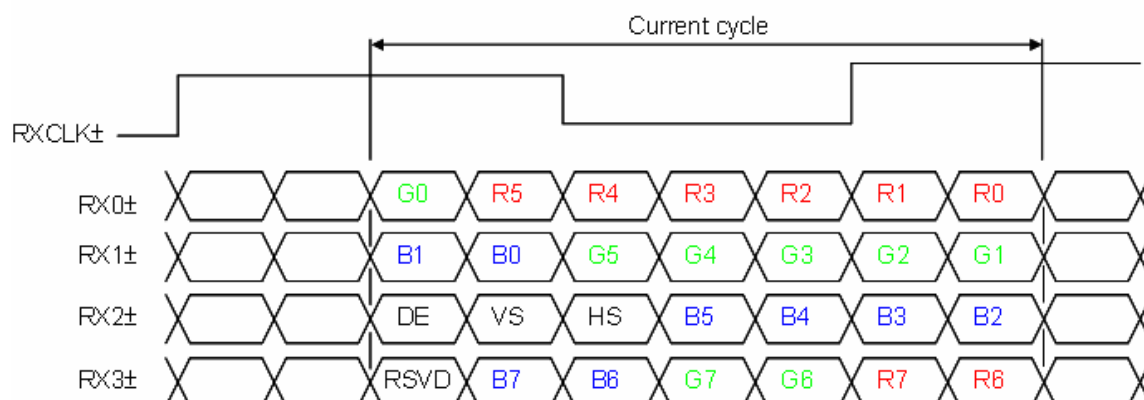 Current cycle
RXCLK±
RX0± G0 R5 R4 R3 R2 R1 R0
RX1± B1 B0 G5 G4 G3 G2 G1
RX2± DE VS HS B5 B4 B3 B2
RX3± RSVD B7 B6 G7 G6 R7 R6